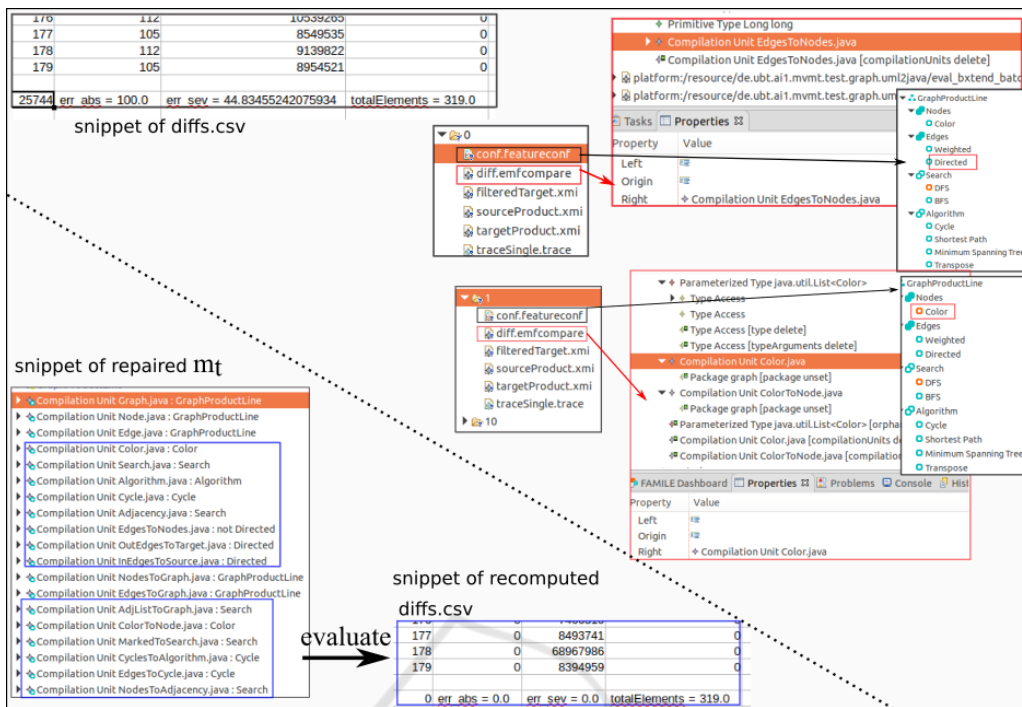 176 112 10539265 0
177 105 8549535 0
178 112 9139822 0
179 105 8954521 0
25744 err_abs = 100.0 err_sev = 44.83455242075934 totalElements = 319.0
snippet of diffs.csv
0
conf.featureconf
diff.emfcompare
filteredTarget.xmi
sourceProduct.xmi
targetProduct.xmi
traceSingle.trace
Primitive Type Long long
Compilation Unit EdgesToNodes.java
Compilation Unit EdgesToNodes.java [compilationUnits delete]
platform:/resource/de.ubt.ai1.mvmt.test.graph.uml2java/eval_bxtend_batc
platform:/resource/de.ubt.ai1.mvmt.test.graph.uml
Tasks Properties
Property Value
Left
Origin
Right Compilation Unit EdgesToNodes.java
GraphProductLine
Nodes
Color
Edges
Weighted
Directed
Search
DFS
BFS
Algorithm
Cycle
Shortest Path
Minimum Spanning Tree
Transpose
1
conf.featureconf
diff.emfcompare
filteredTarget.xmi
sourceProduct.xmi
targetProduct.xmi
traceSingle.trace
10
Parameterized Type java.util.List<Color>
Type Access
Type Access
Type Access [type delete]
Type Access [typeArguments delete]
Compilation Unit Color.java
Package graph [package unset]
Compilation Unit ColorToNode.java
Package graph [package unset]
Parameterized Type java.util.List<Color> [orpha
Compilation Unit Color.java [compilationUnits de
Compilation Unit ColorToNode.java [compilation
FAMILE Dashboard Properties Problems Console Hist
Property Value
Left
Origin
Right Compilation Unit Color.java
GraphProductLine
Nodes
Color
Edges
Weighted
Directed
Search
DFS
BFS
Algorithm
Cycle
Shortest Path
Minimum Spanning Tree
Transpose
snippet of repaired mt
Compilation Unit Graph.java : GraphProductLine
Compilation Unit Node.java : GraphProductLine
Compilation Unit Edge.java : GraphProductLine
Compilation Unit Color.java : Color
Compilation Unit Search.java : Search
Compilation Unit Algorithm.java : Algorithm
Compilation Unit Cycle.java : Cycle
Compilation Unit Adjacency.java : Search
Compilation Unit EdgesToNodes.java : not Directed
Compilation Unit OutEdgesToTarget.java : Directed
Compilation Unit InEdgesToSource.java : Directed
Compilation Unit NodesToGraph.java : GraphProductLine
Compilation Unit EdgesToGraph.java : GraphProductLine
Compilation Unit AdjListToGraph.java : Search
Compilation Unit ColorToNode.java : Color
Compilation Unit MarkedToSearch.java : Search
Compilation Unit CyclesToAlgorithm.java : Cycle
Compilation Unit EdgesToCycle.java : Cycle
Compilation Unit NodesToAdjacency.java : Search
evaluate
snippet of recomputed
diffs.csv
177 0 8493741 0
178 0 68967986 0
179 0 8394959 0
0 err_abs = 0.0 err_sev = 0.0 totalElements = 319.0